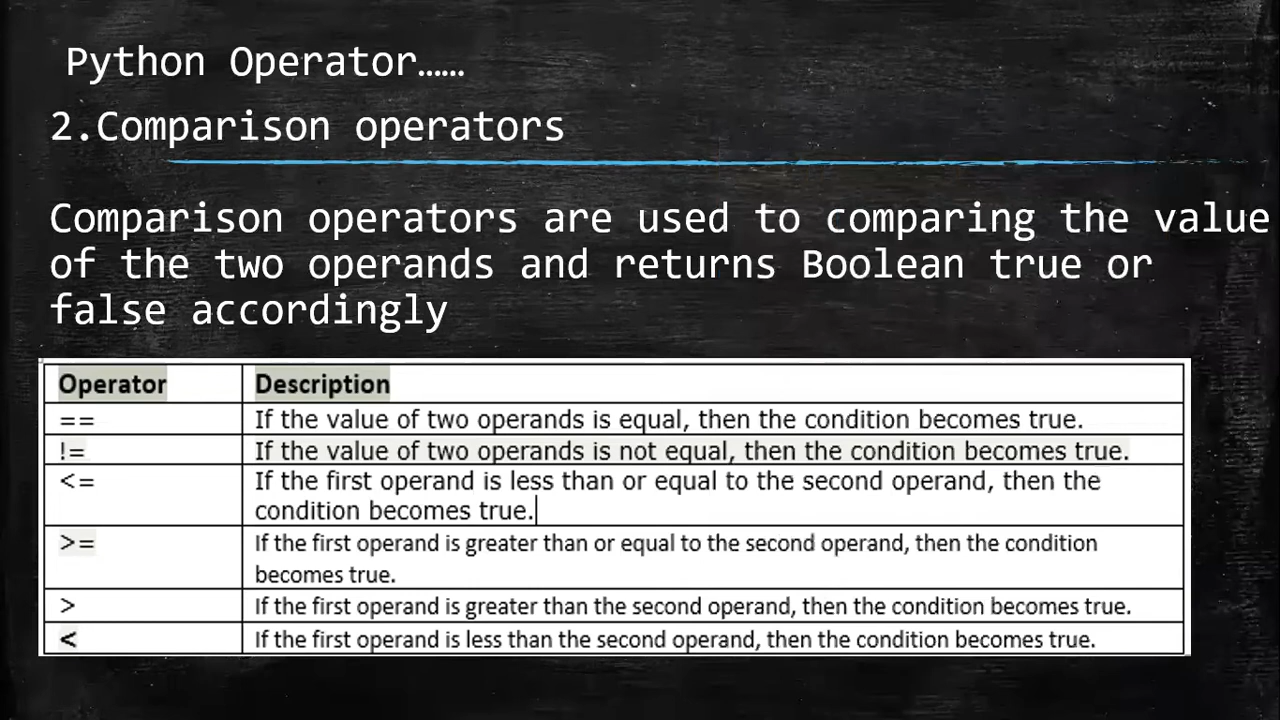 Python Operator……
2.Comparison operators
Comparison operators are used to comparing the value
of the two operands and returns Boolean true or
false accordingly
Operator Description
== If the value of two operands is equal, then the condition becomes true.
!= If the value of two operands is not equal, then the condition becomes true.
<= If the first operand is less than or equal to the second operand, then the
condition becomes true.
>= If the first operand is greater than or equal to the second operand, then the condition
becomes true.
> If the first operand is greater than the second operand, then the condition becomes true.
< If the first operand is less than the second operand, then the condition becomes true.